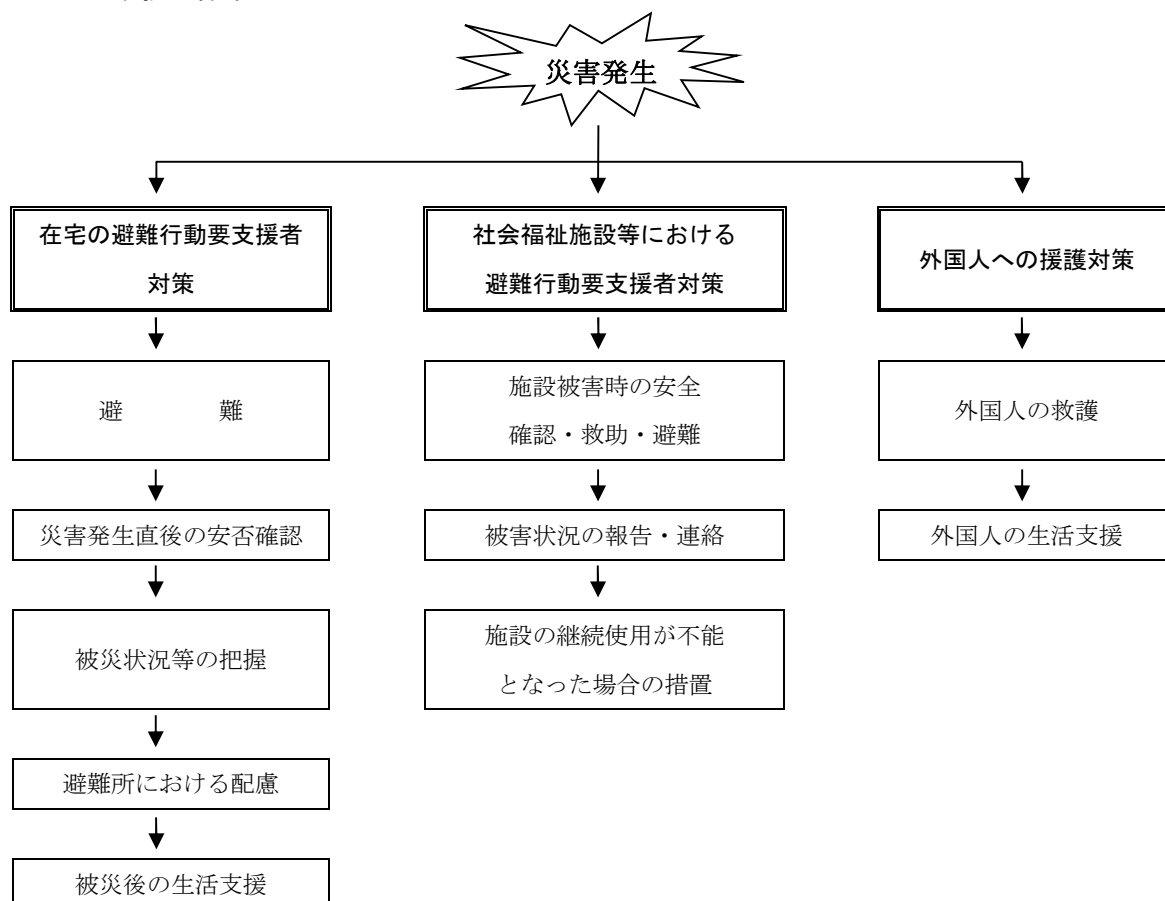 災害発生
在宅の避難行動要支援者
対策
社会福祉施設等における
避難行動要支援者対策
外国人への援護対策
避　　　難
施設被害時の安全
確認・救助・避難
外国人の救護
災害発生直後の安否確認
被害状況の報告・連絡
外国人の生活支援
被災状況等の把握
施設の継続使用が不能
となった場合の措置
避難所における配慮
被災後の生活支援